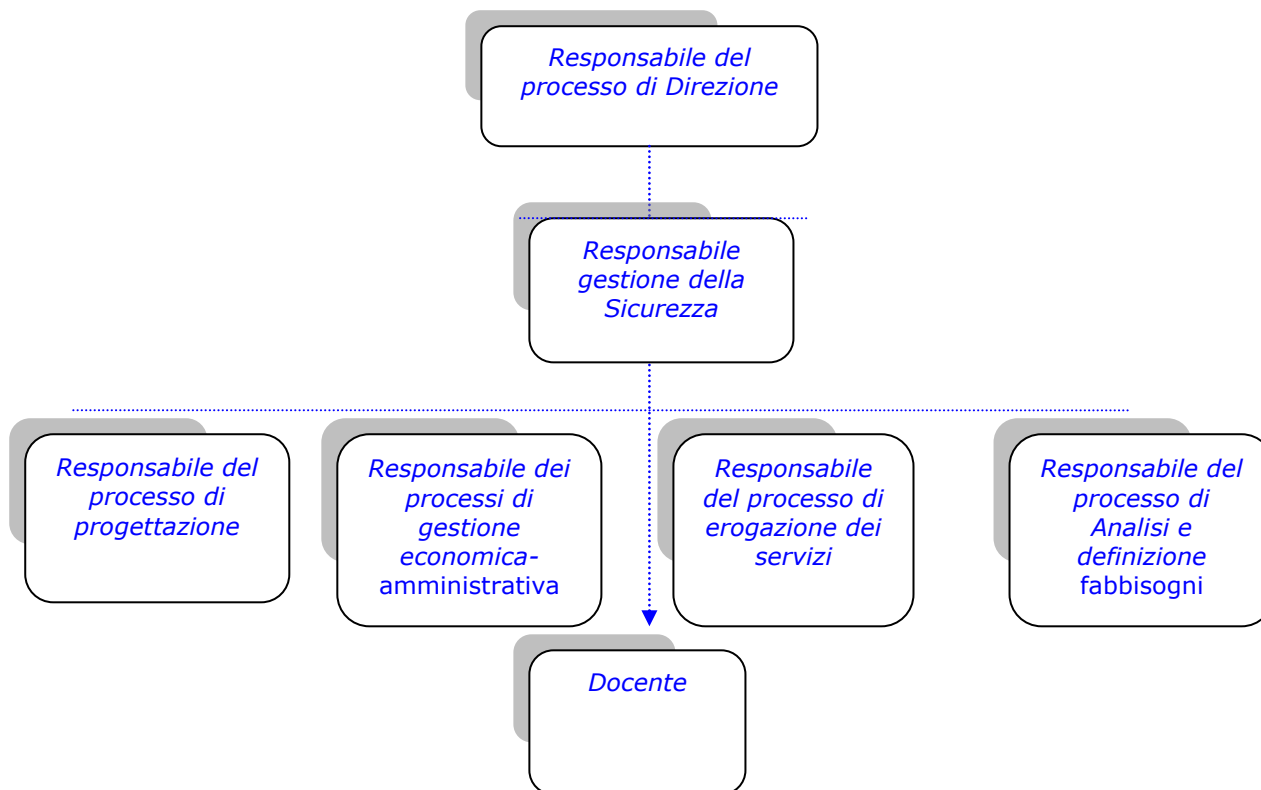 Responsabile del
processo di Direzione
Responsabile
gestione della
Sicurezza
Responsabile del
processo di
progettazione
Responsabile dei
processi di
gestione
economica-
amministrativa
Responsabile
del processo di
erogazione dei
servizi
Responsabile del
processo di
Analisi e
definizione
fabbisogni
Docente